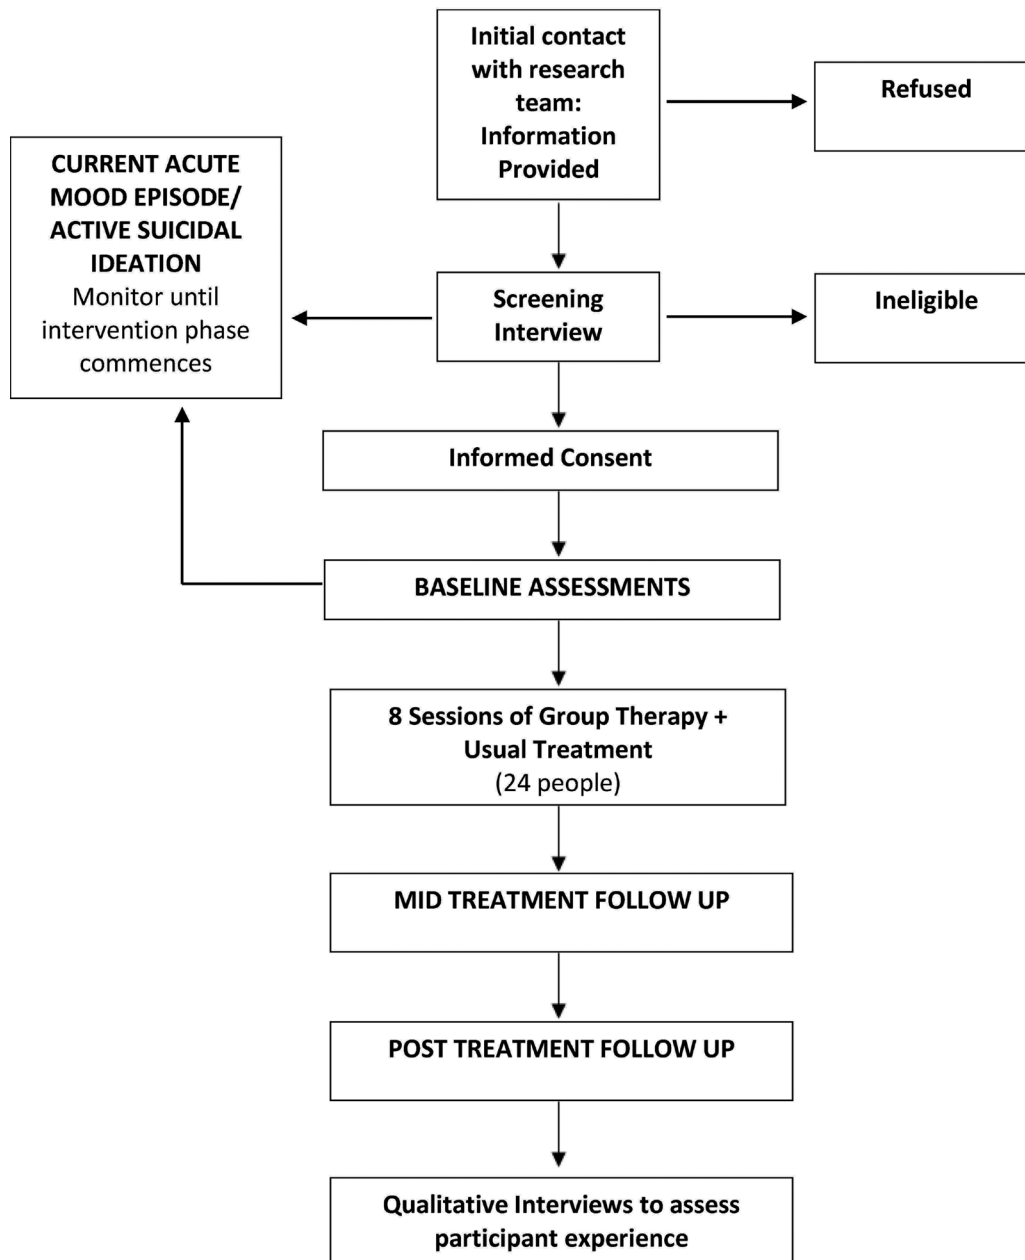 Initial contact
with research
team:
Information
Provided
Refused
CURRENT ACUTE
MOOD EPISODE/
ACTIVE SUICIDAL
IDEATION
Monitor until
intervention phase
commences
Screening
Interview
Ineligible
Informed Consent
BASELINE ASSESSMENTS
8 Sessions of Group Therapy +
Usual Treatment
(24 people)
MID TREATMENT FOLLOW UP
POST TREATMENT FOLLOW UP
Qualitative Interviews to assess
participant experience